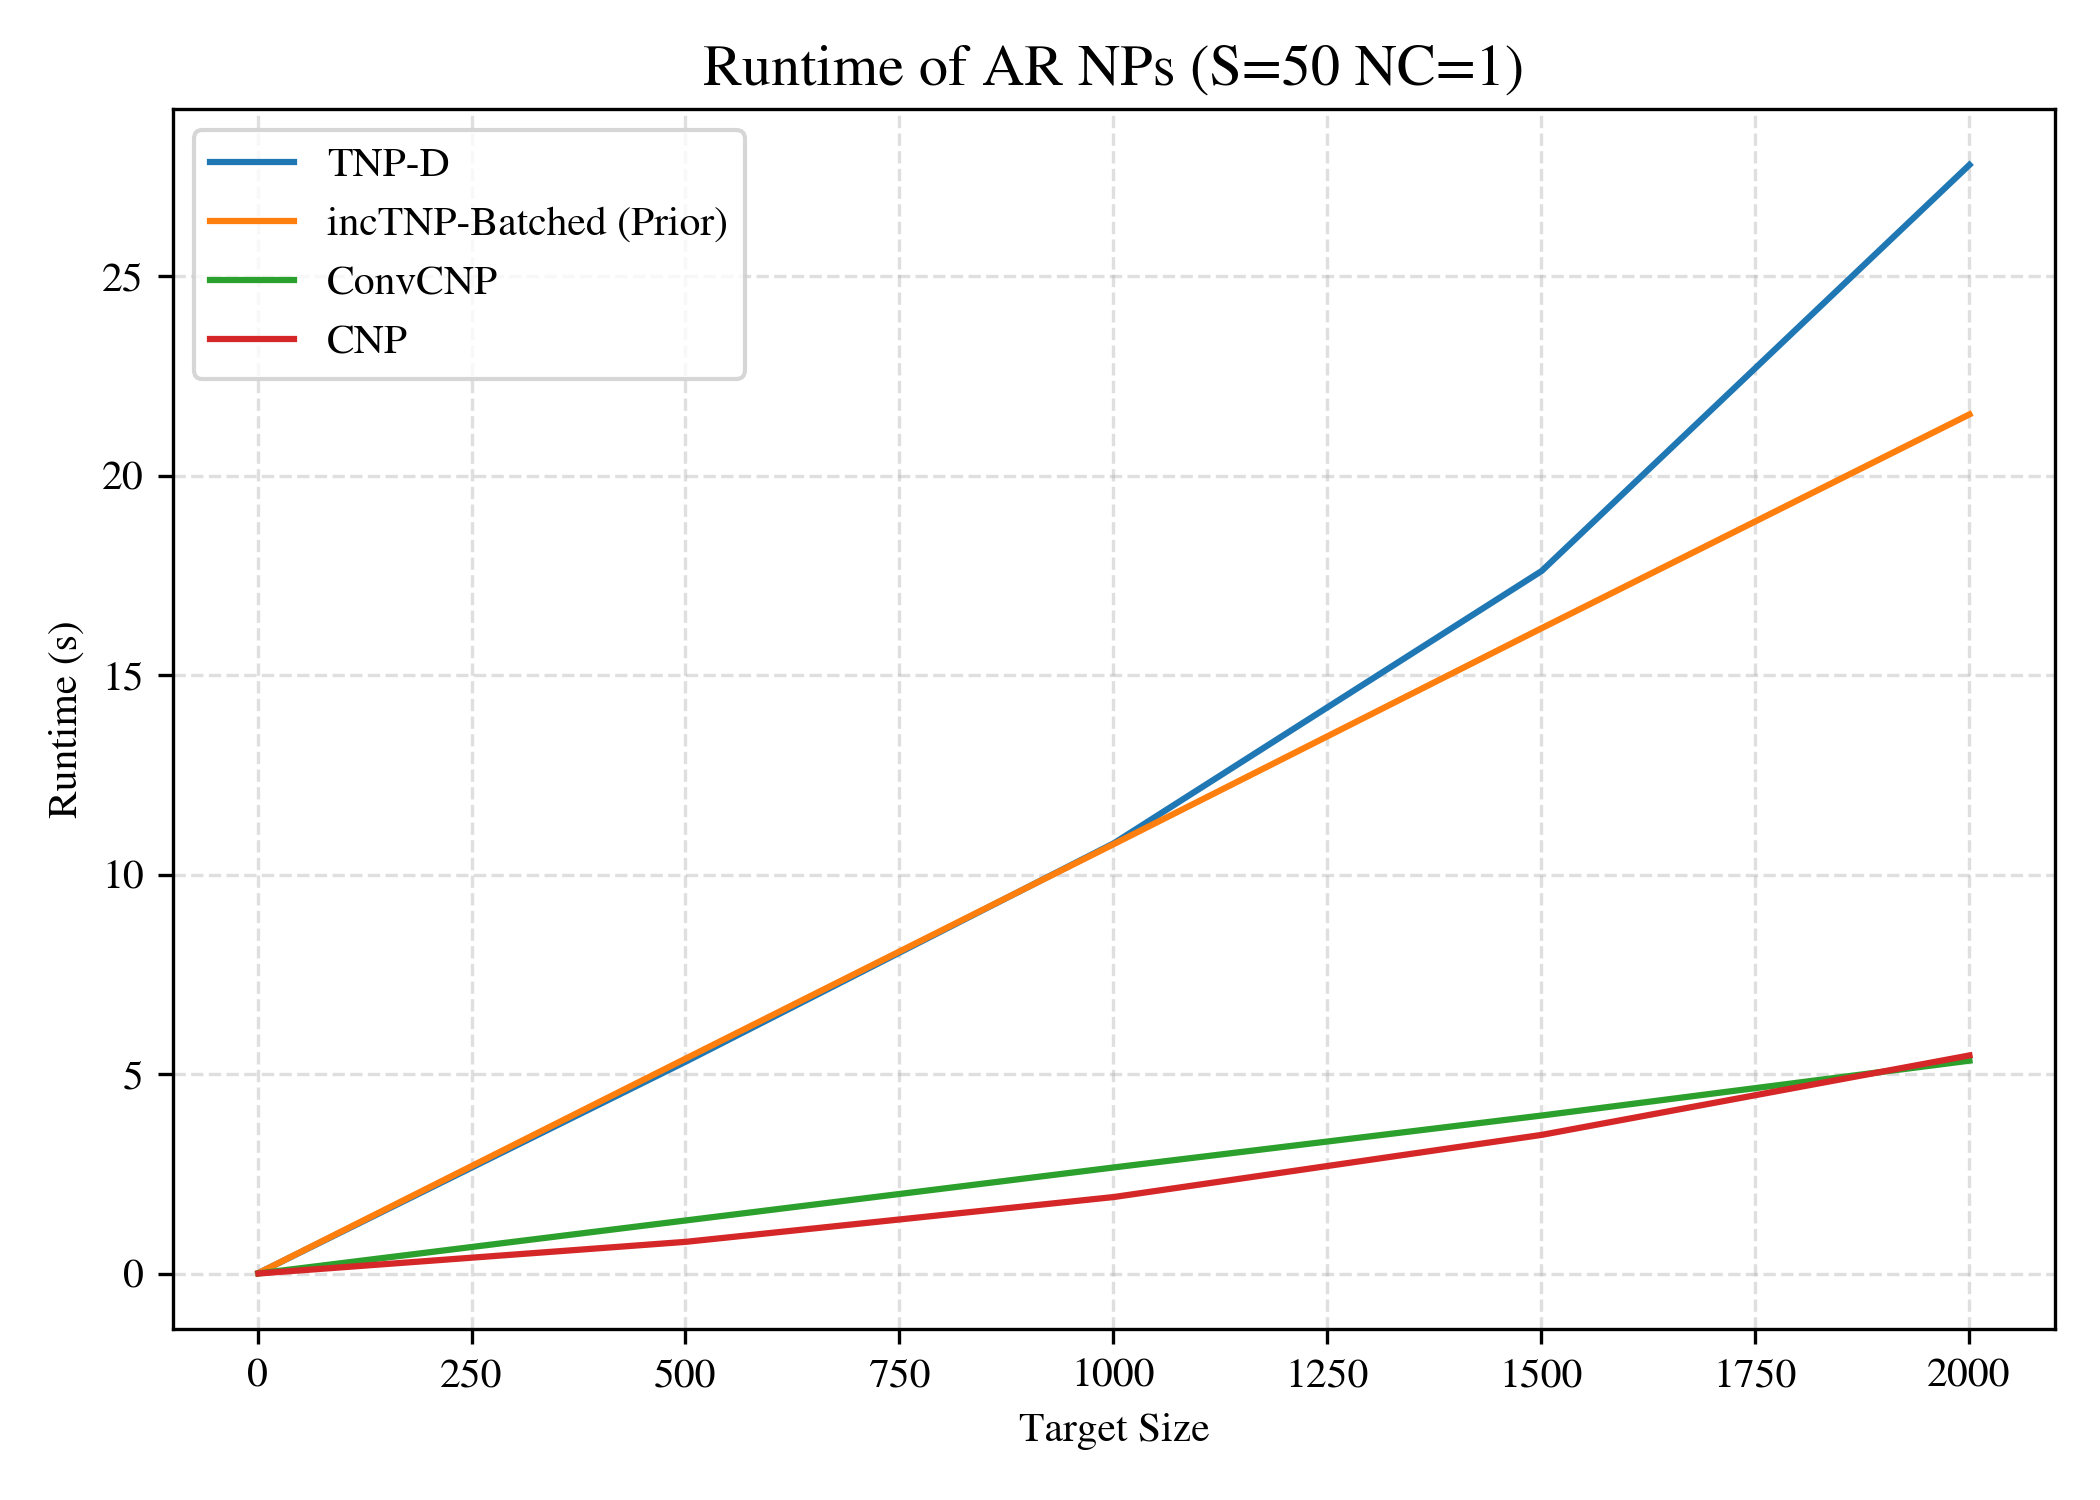 Runtime of AR NPs (S=50 NC=1)
TNP-D
incTNP-Batched (Prior)
ConvCNP
CNP
Runtime (s)
25
20
15
10
5
0
0 250 500 750 1000 1250 1500 1750 2000
Target Size